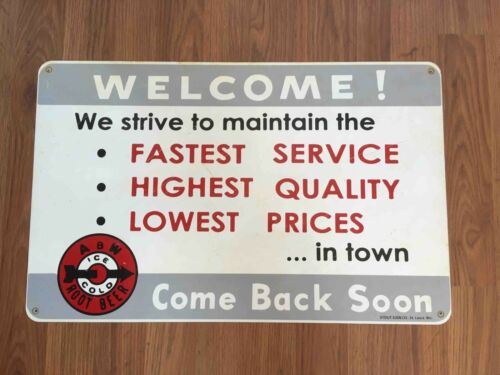 WELCOME!
We strive to maintain the
• FASTEST SERVICE
• HIGHEST QUALITY
• LOWEST PRICES
... in town
A&W
ICE
COLD
ROOT BEER
Come Back Soon